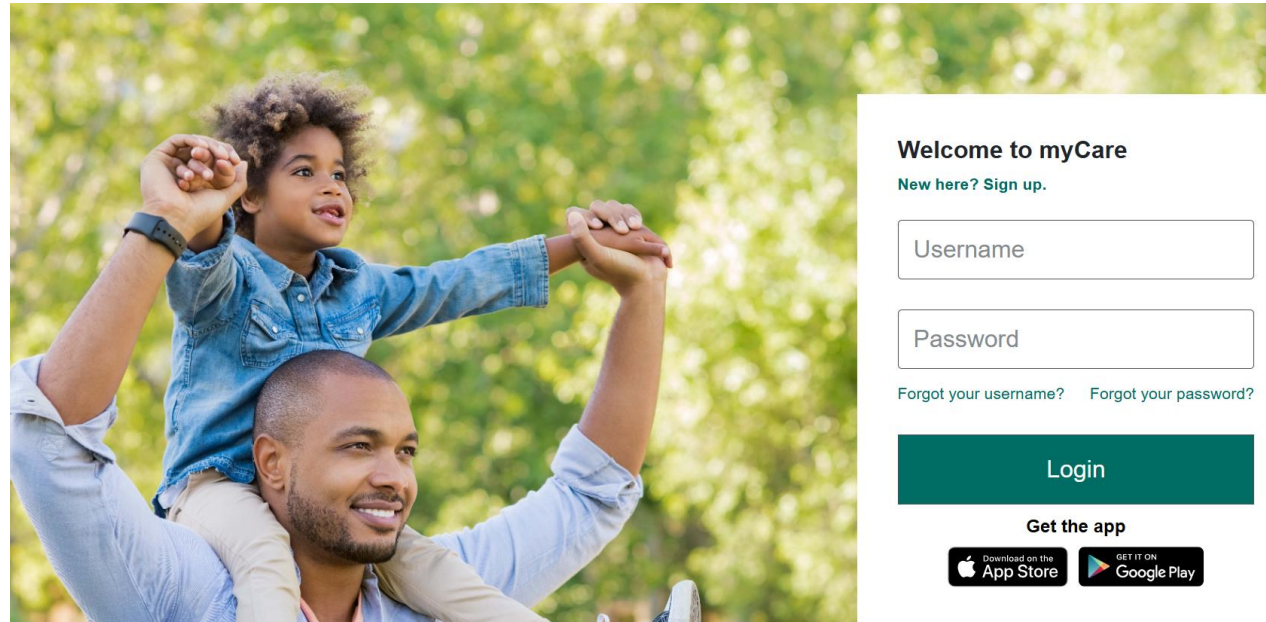 Welcome to myCare
New here? Sign up.
Username
Password
Forgot your username? Forgot your password?
Login
Get the app
Download on the
App Store
GET IT ON
Google Play